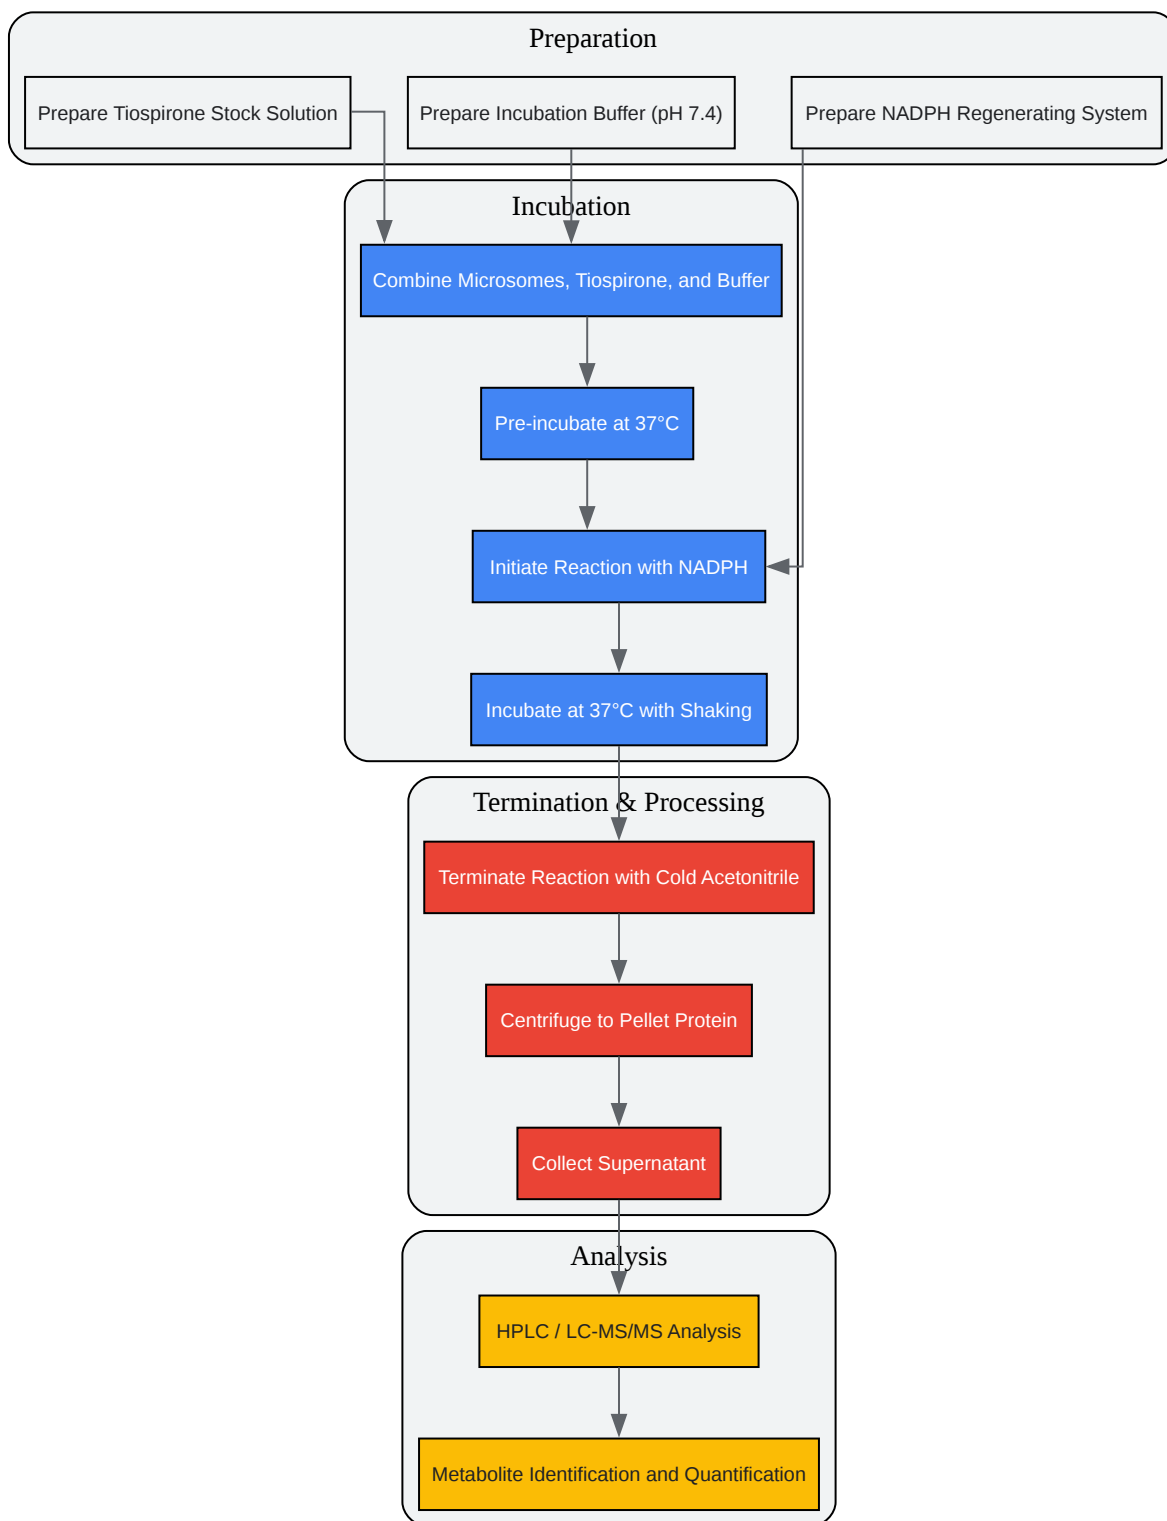 Preparation
Prepare Tiospirone Stock Solution
Prepare Incubation Buffer (pH 7.4)
Prepare NADPH Regenerating System
Incubation
Combine Microsomes, Tiospirone, and Buffer
Pre-incubate at 37°C
Initiate Reaction with NADPH
Incubate at 37°C with Shaking
Termination & Processing
Terminate Reaction with Cold Acetonitrile
Centrifuge to Pellet Protein
Collect Supernatant
Analysis
HPLC / LC-MS/MS Analysis
Metabolite Identification and Quantification